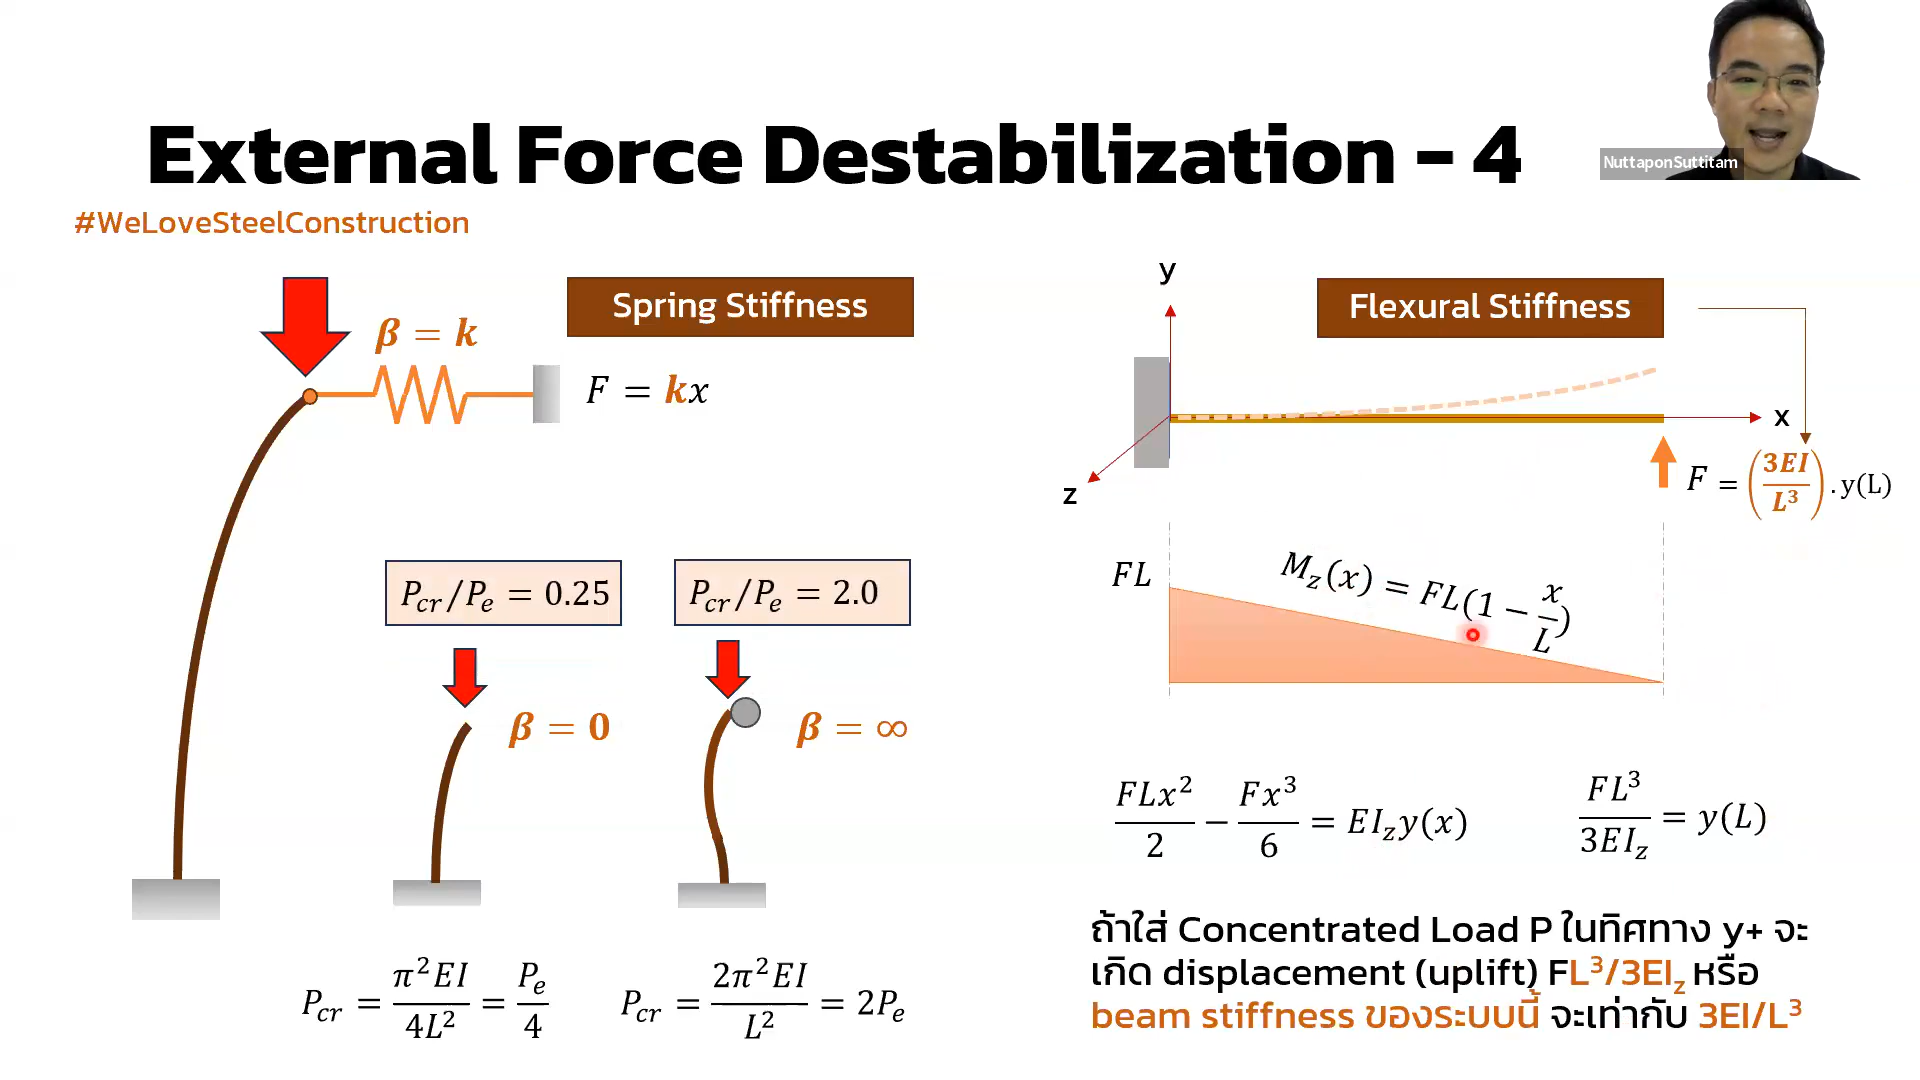 NuttaponSuttitam
External Force Destabilization - 4
#WeLoveSteelConstruction
Spring Stiffness
β = k
F = kx
P_cr/P_e = 0.25
P_cr/P_e = 2.0
β = 0
β = ∞
P_cr = π²EI/4L² = P_e/4
P_cr = 2π²EI/L² = 2P_e
Flexural Stiffness
y
x
z
F = (3EI/L³) . y(L)
FL
M_z(x) = FL(1 − x/L)
FLx²/2 − Fx³/6 = EI_z y(x)
FL³/3EI_z = y(L)
ถ้าใส่ Concentrated Load P ในทิศทาง y+ จะ
เกิด displacement (uplift) FL³/3EI_z หรือ
beam stiffness ของระบบนี้ จะเท่ากับ 3EI/L³